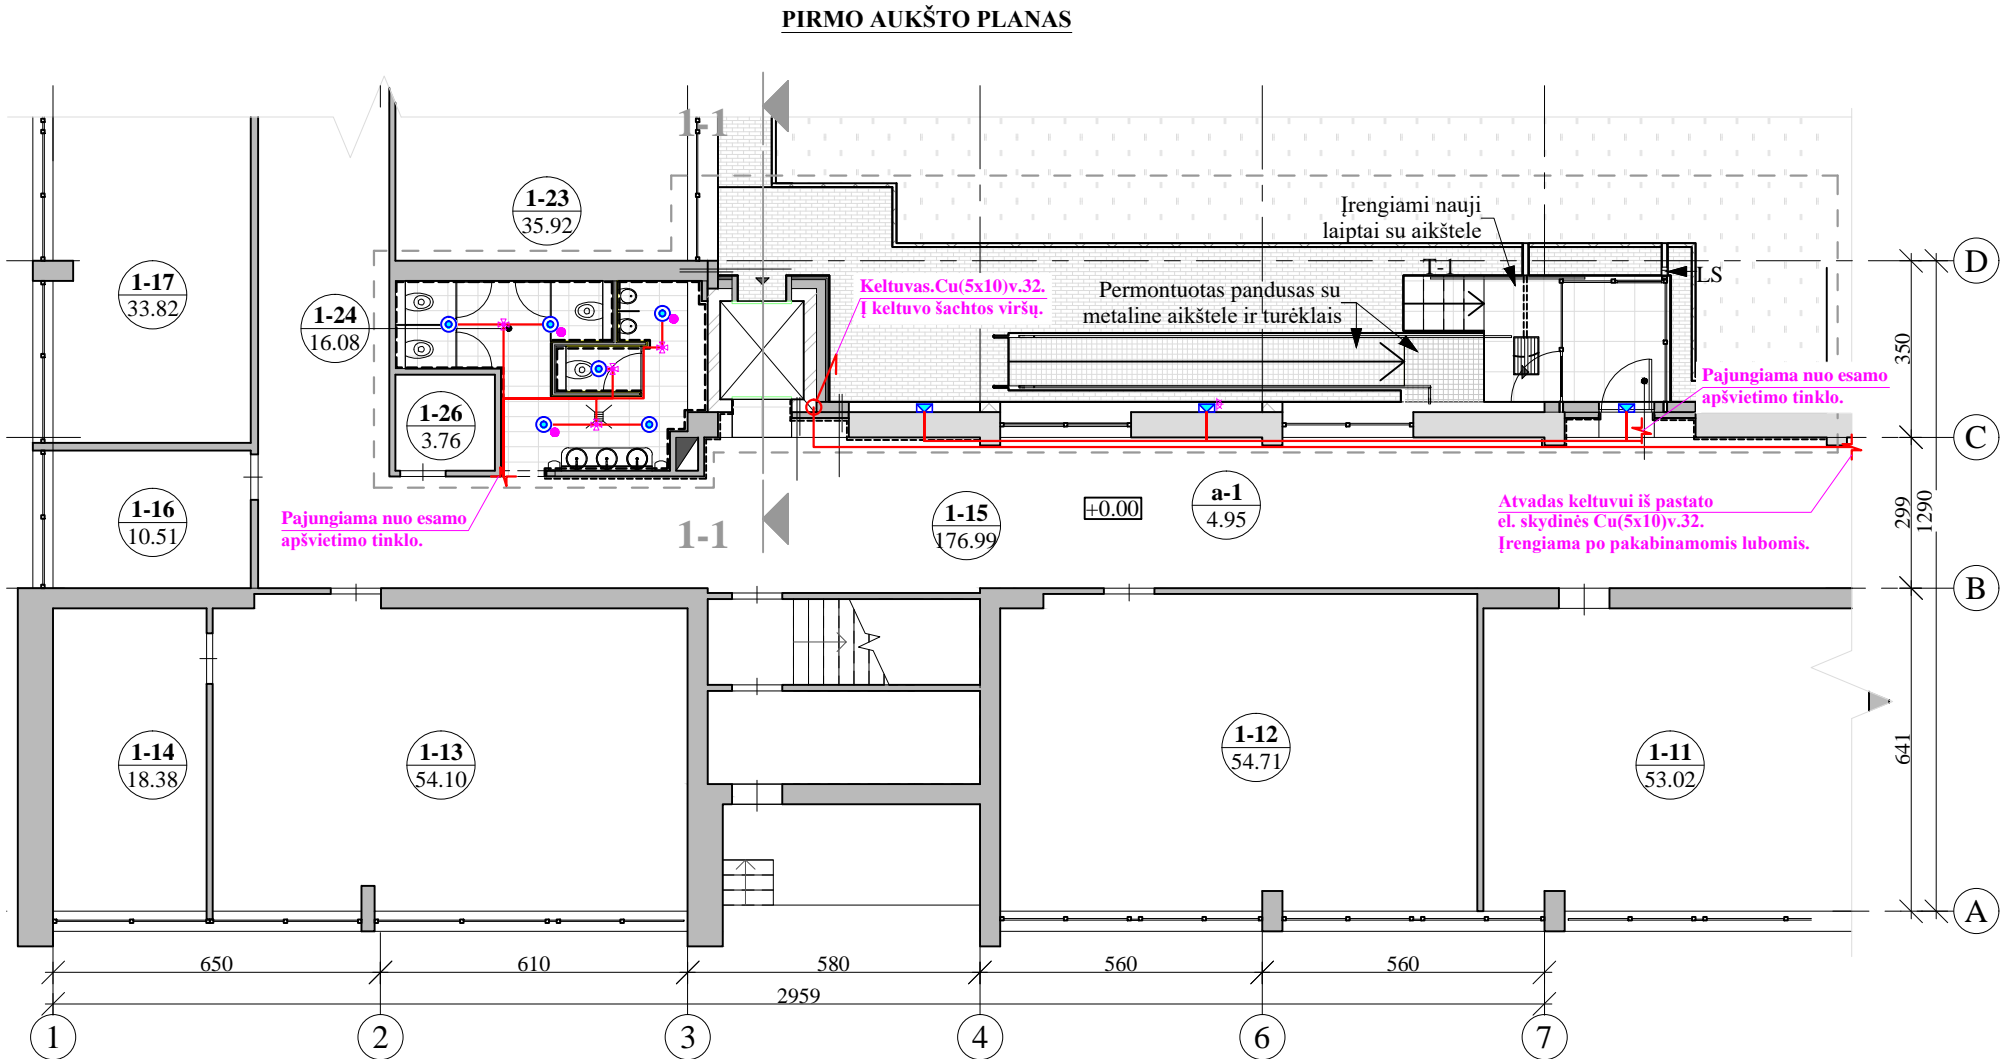 PIRMO AUKŠTO PLANAS
1-1
1-23
35.92
Įrengiami nauji
laiptai su aikštele
D
1-17
33.82
T-1
LS
Keltuvas.Cu(5x10)v.32.
Į keltuvo šachtos viršų.
Permontuotas pandusas su
metaline aikštele ir turėklais
1-24
16.08
350
Pajungiama nuo esamo
apšvietimo tinklo.
1-26
3.76
C
1-16
10.51
Pajungiama nuo esamo
apšvietimo tinklo.
1-1
1-15
176.99
+0.00
a-1
4.95
Atvadas keltuvui iš pastato
el. skydinės Cu(5x10)v.32.
Įrengiama po pakabinamomis lubomis.
299
1290
B
1-14
18.38
1-13
54.10
1-12
54.71
1-11
53.02
641
A
650
610
580
560
560
2959
1
2
3
4
6
7